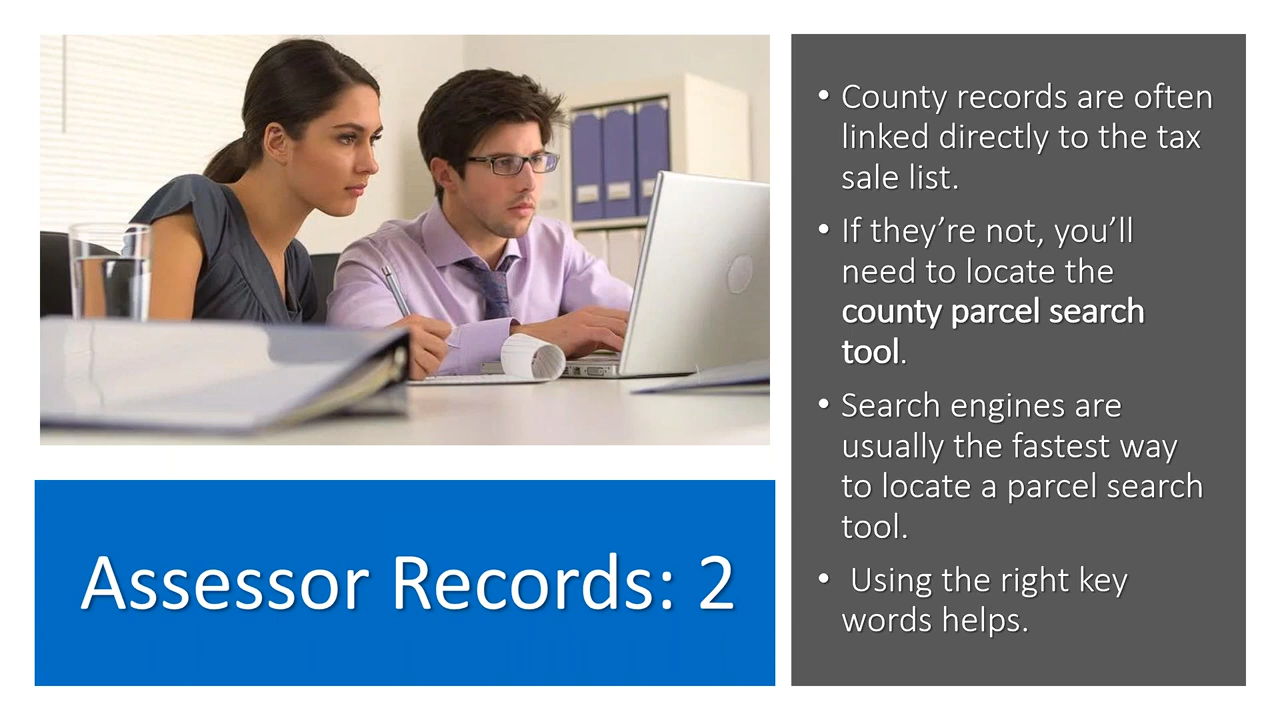 Assessor Records: 2
• County records are often
linked directly to the tax
sale list.
• If they’re not, you’ll
need to locate the
county parcel search
tool.
• Search engines are
usually the fastest way
to locate a parcel search
tool.
• Using the right key
words helps.